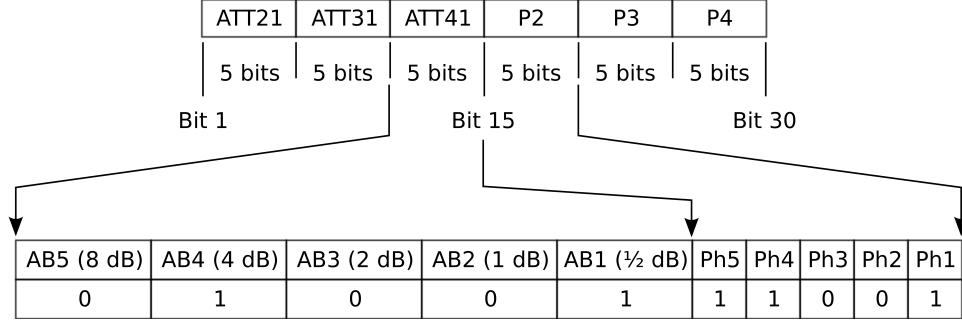 ATT21 ATT31 ATT41 P2 P3 P4
5 bits 5 bits 5 bits 5 bits 5 bits 5 bits
Bit 1 Bit 15 Bit 30
AB5 (8 dB) AB4 (4 dB) AB3 (2 dB) AB2 (1 dB) AB1 (½ dB) Ph5 Ph4 Ph3 Ph2 Ph1
0 1 0 0 1 1 1 0 0 1